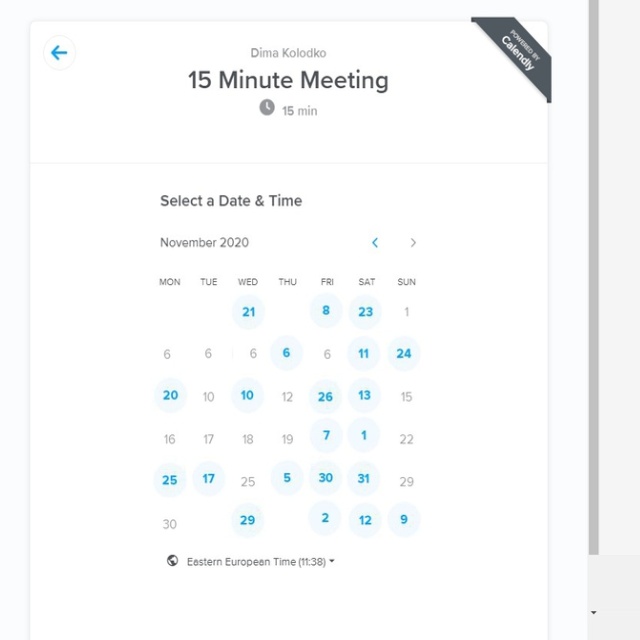 POWERED BY
Calendly
Dima Kolodko
15 Minute Meeting
15 min
Select a Date & Time
November 2020
MON TUE WED THU FRI SAT SUN
21 8 23 1
6 6 6 6 6 11 24
20 10 10 12 26 13 15
16 17 18 19 7 1 22
25 17 25 5 30 31 29
30 29 2 12 9
Eastern European Time (11:38)